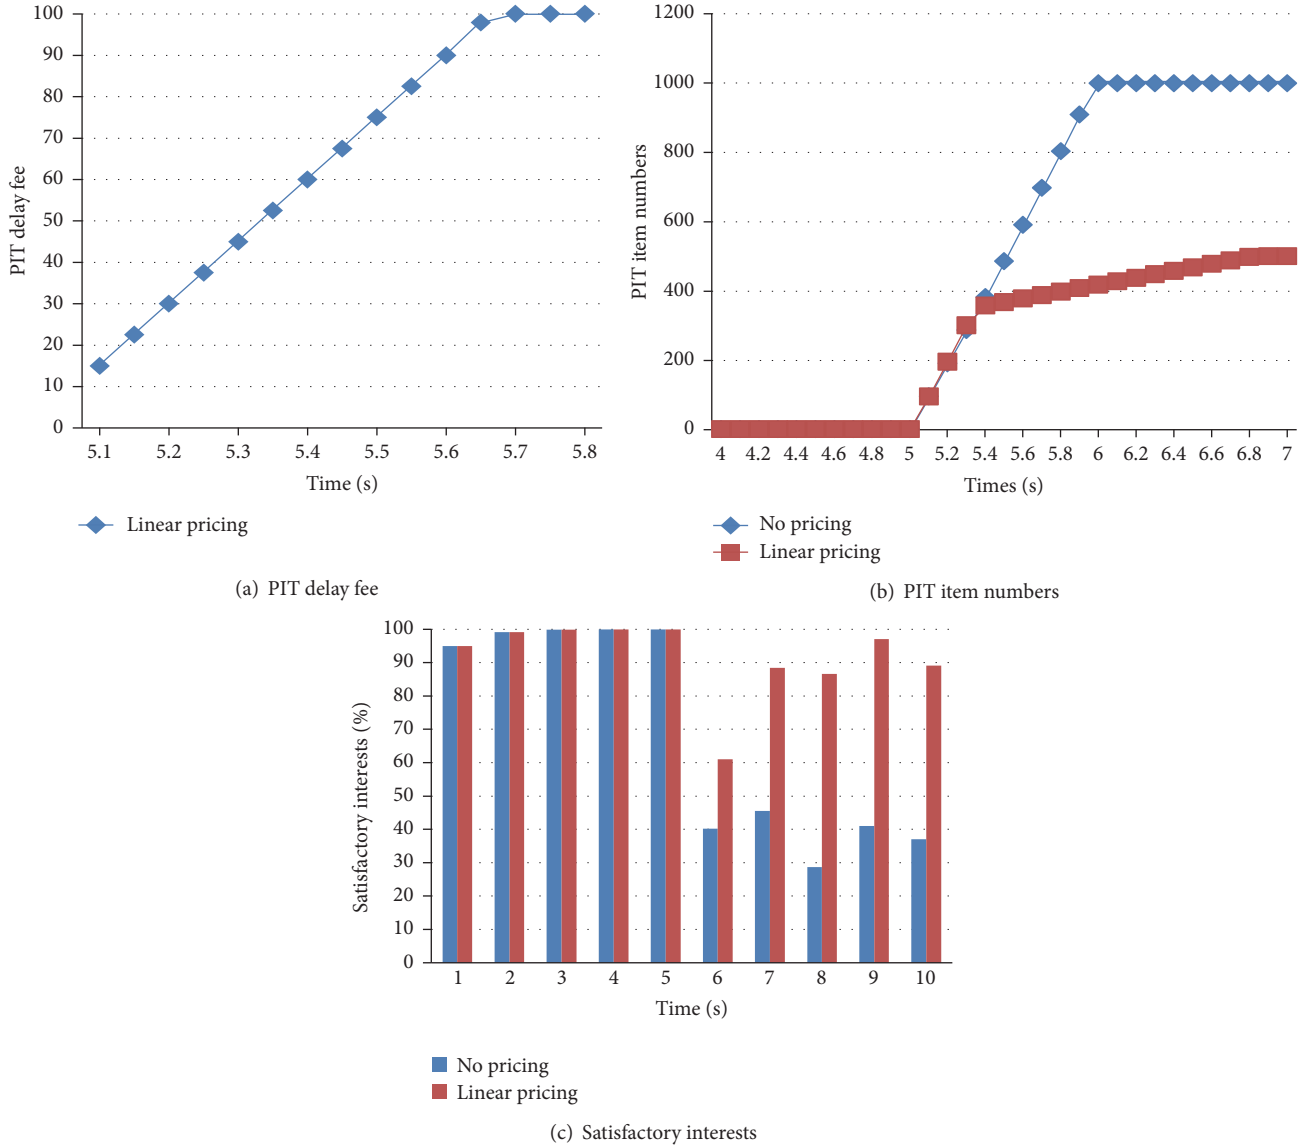 100
90
80
70
60
50
40
30
20
10
0
PIT delay fee
5.1 5.2 5.3 5.4 5.5 5.6 5.7 5.8
Time (s)
Linear pricing
(a) PIT delay fee
1200
1000
800
600
400
200
0
PIT item numbers
4 4.2 4.4 4.6 4.8 5 5.2 5.4 5.6 5.8 6 6.2 6.4 6.6 6.8 7
Times (s)
No pricing
Linear pricing
(b) PIT item numbers
100
90
80
70
60
50
40
30
20
10
0
Satisfactory interests (%)
1 2 3 4 5 6 7 8 9 10
Time (s)
No pricing
Linear pricing
(c) Satisfactory interests